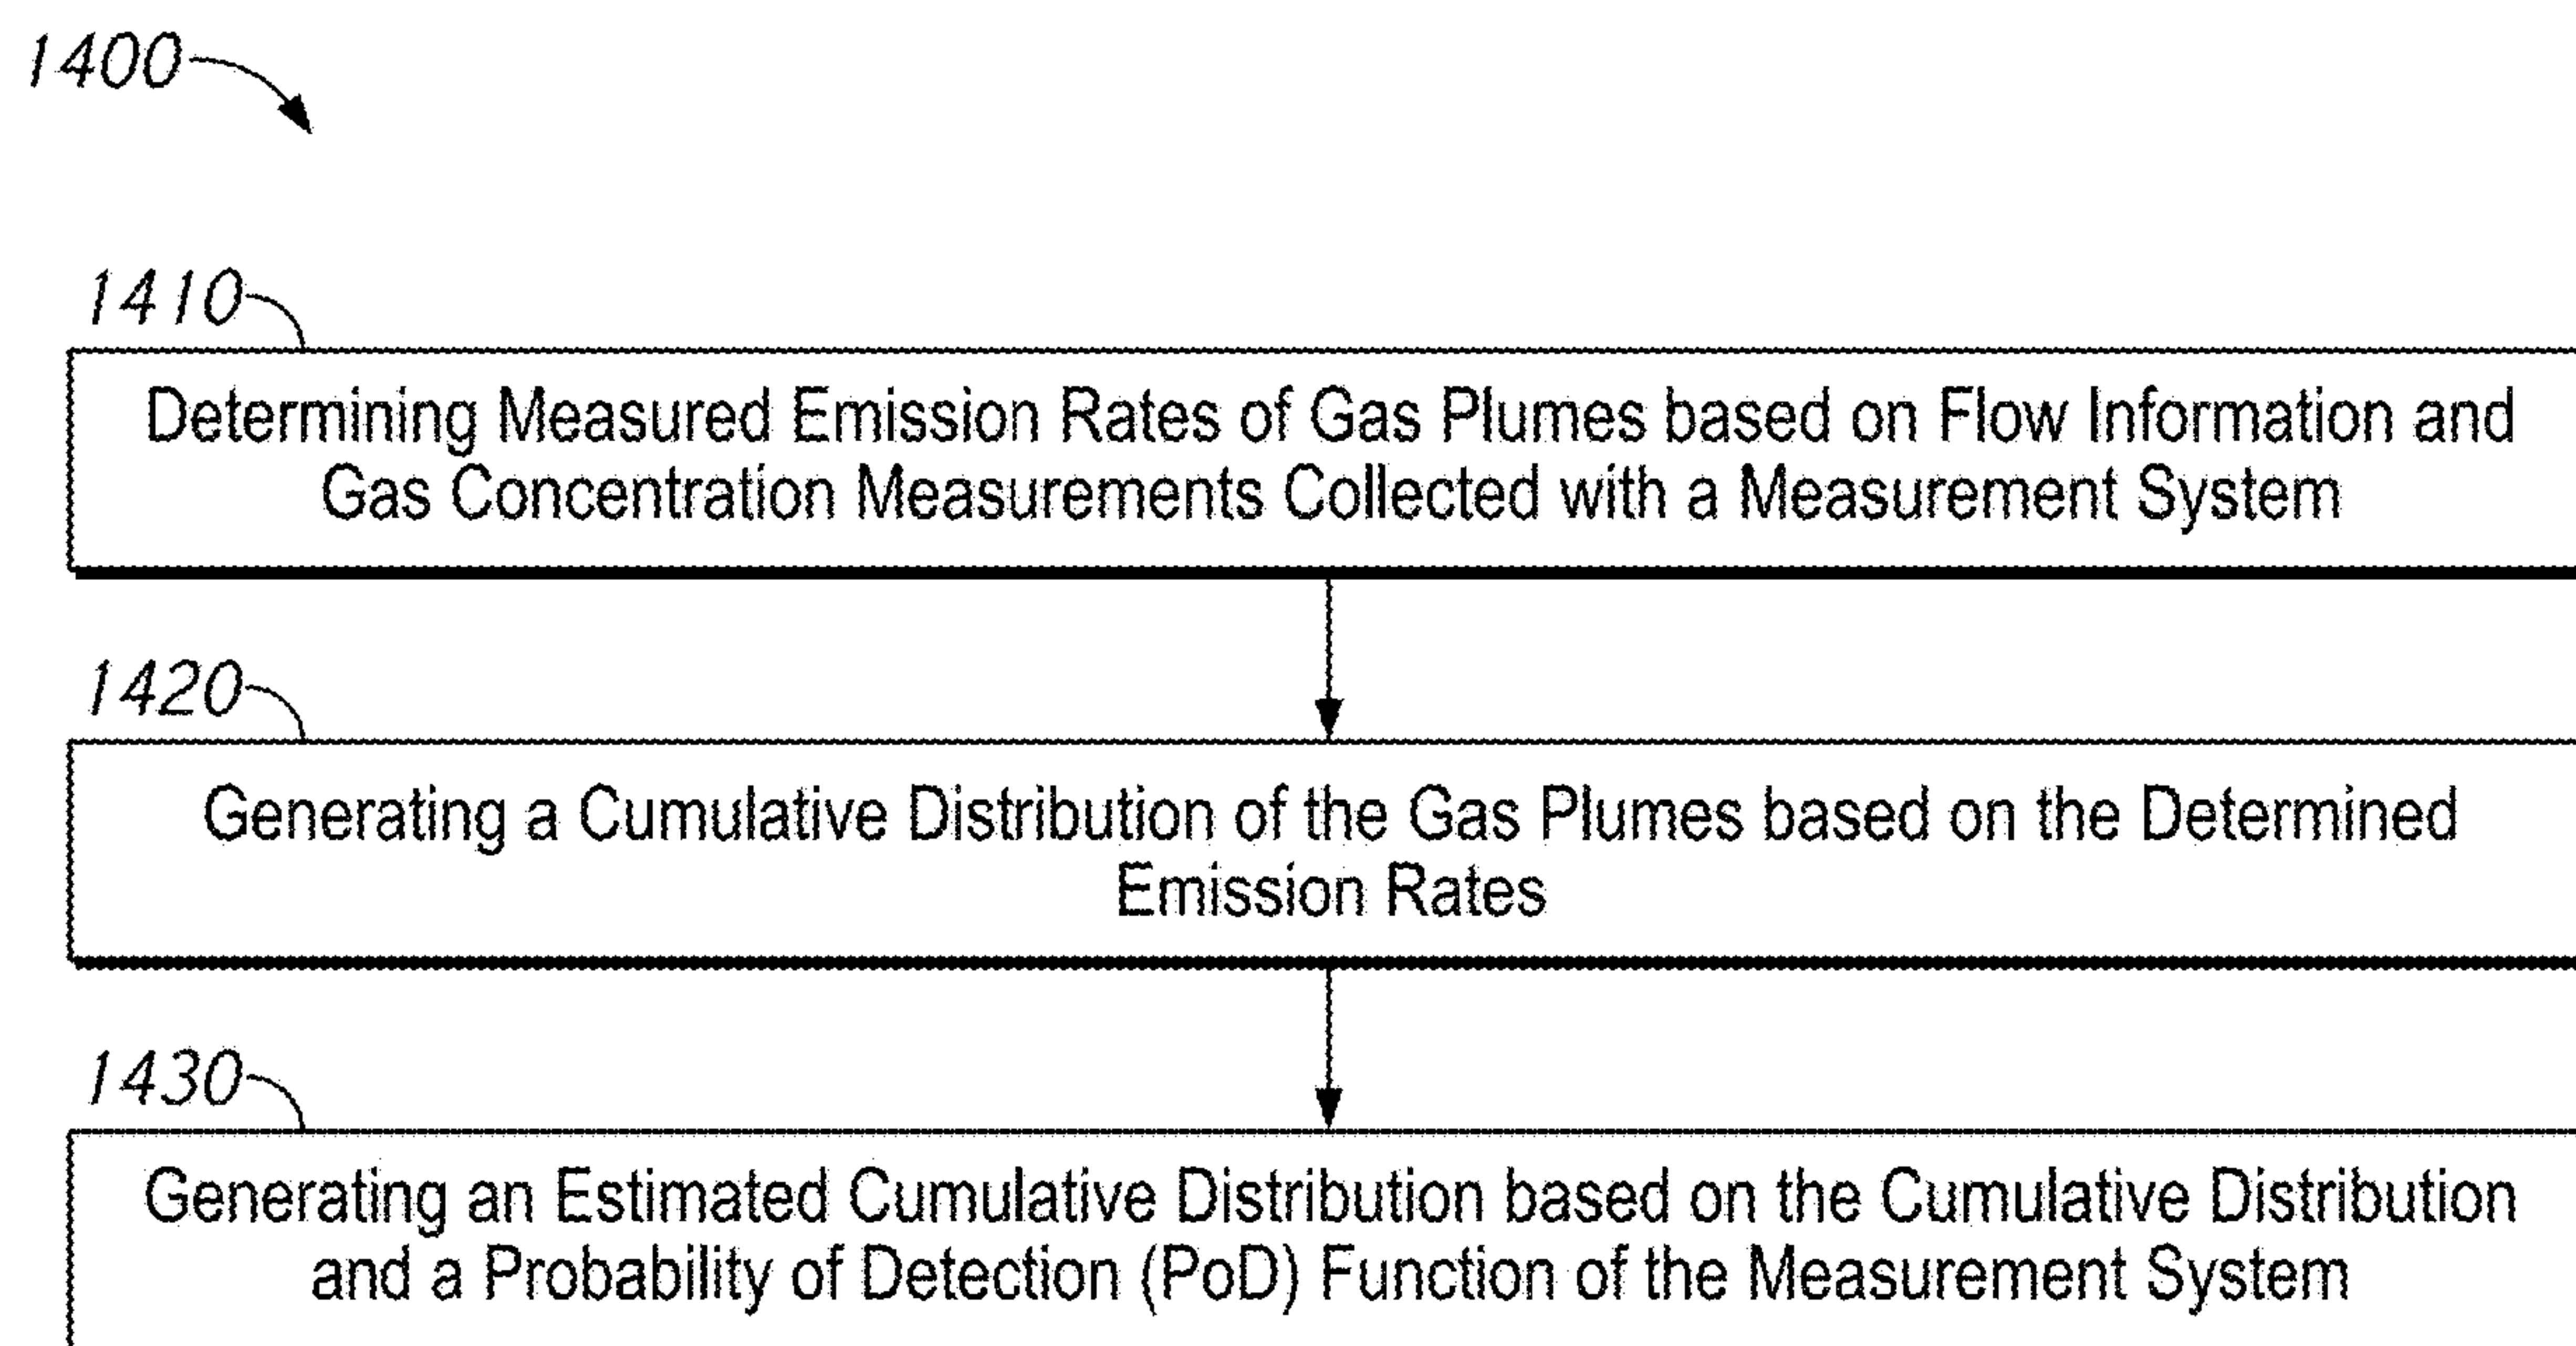 1400
1410
Determining Measured Emission Rates of Gas Plumes based on Flow Information and
Gas Concentration Measurements Collected with a Measurement System
1420
Generating a Cumulative Distribution of the Gas Plumes based on the Determined
Emission Rates
1430
Generating an Estimated Cumulative Distribution based on the Cumulative Distribution
and a Probability of Detection (PoD) Function of the Measurement System